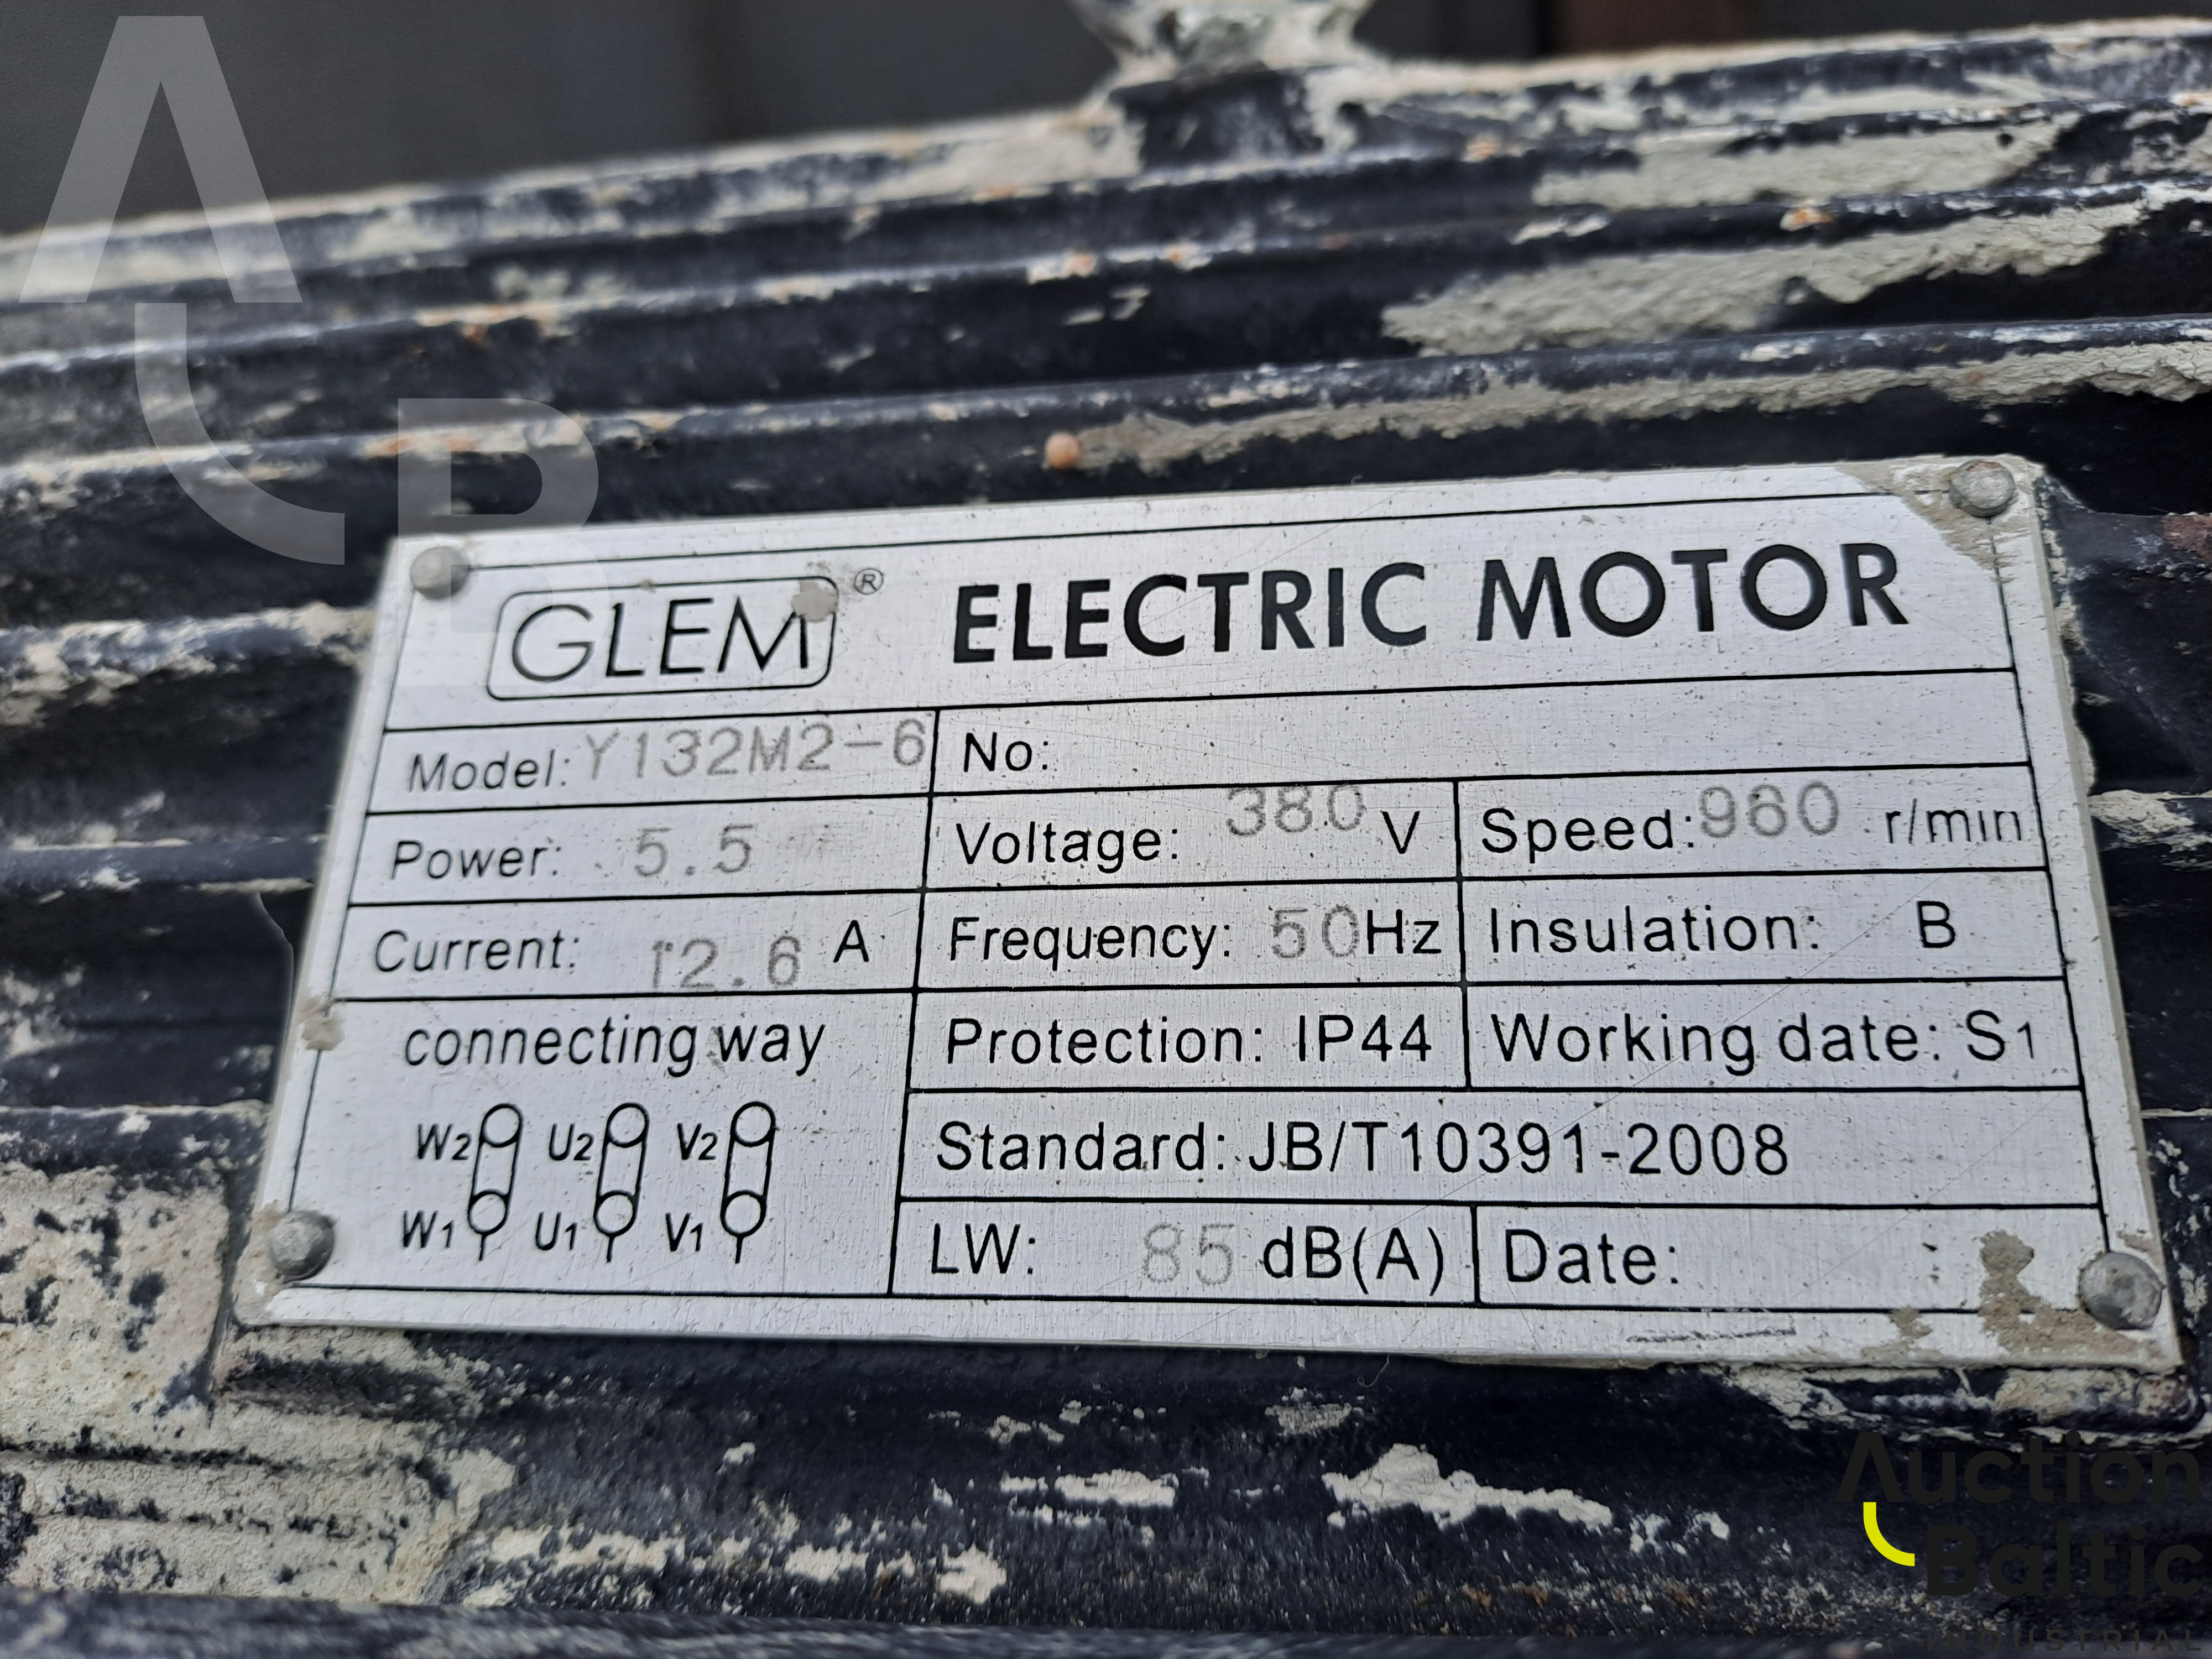 GLEM® ELECTRIC MOTOR
Model: Y132M2-6 No:
Power: 5.5 Voltage: 380 V Speed: 960 r/min
Current: 12.6 A Frequency: 50 Hz Insulation: B
connecting way Protection: IP44 Working date: S1
W2 U2 V2 Standard: JB/T10391-2008
W1 U1 V1 LW: 85 dB(A) Date:
A
B
Auction
Baltic
INDUSTRIAL